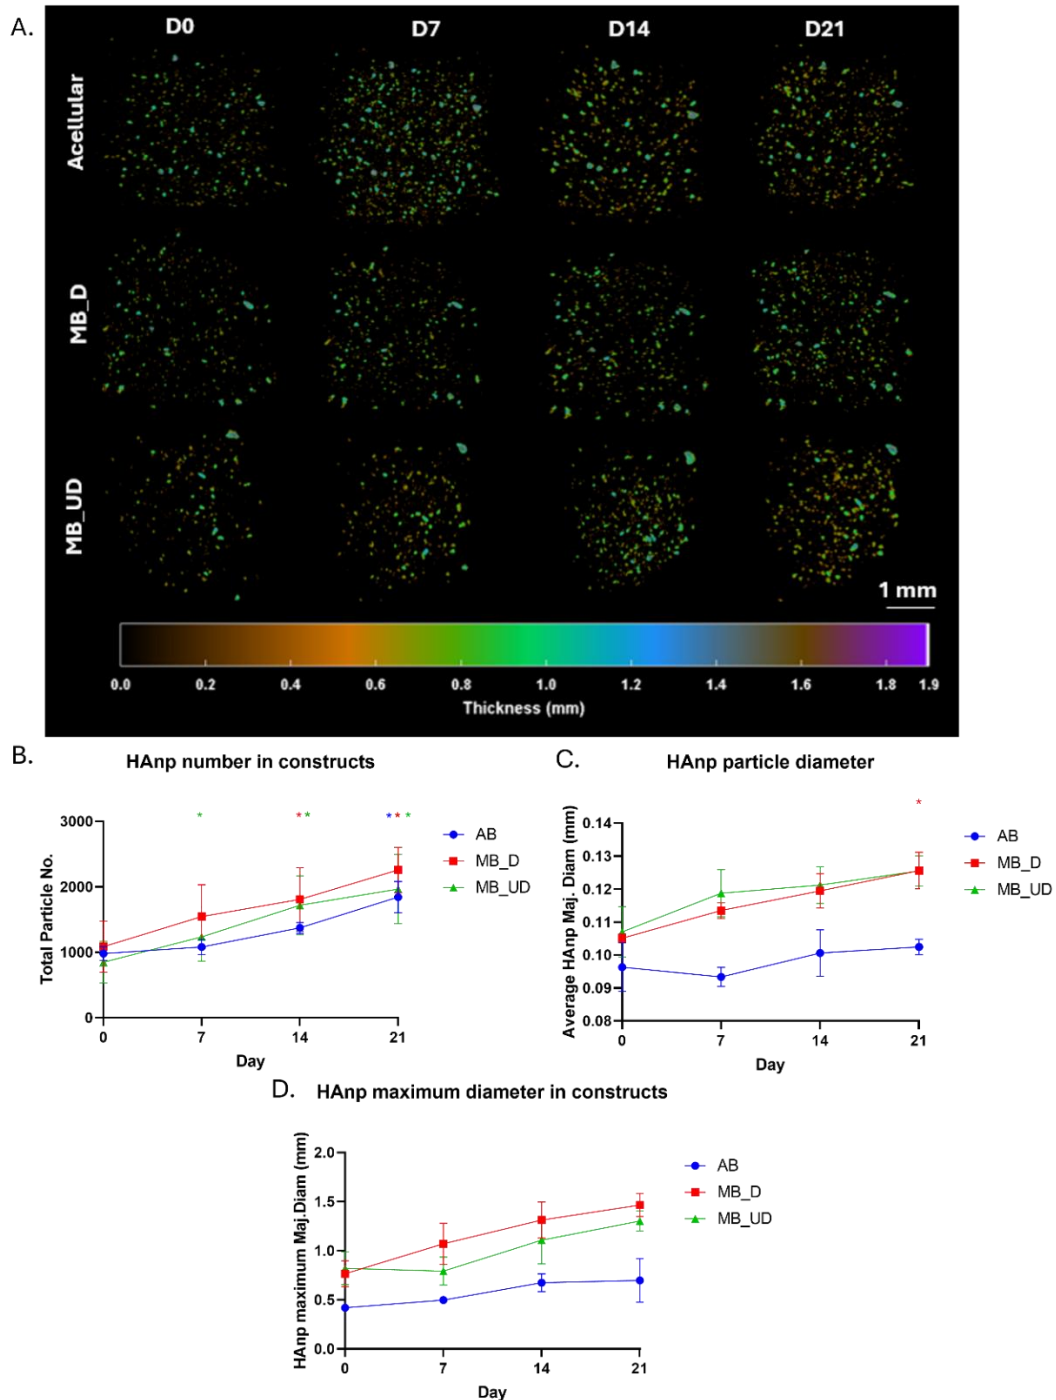 A.
D0 D7 D14 D21
Acellular
MB_D
MB_UD
1 mm
0.0 0.2 0.4 0.6 0.8 1.0 1.2 1.4 1.6 1.8 1.9
Thickness (mm)
B.
HAnp number in constructs
* * * * * *
3000
2000
1000
0
Total Particle No.
0 7 14 21
Day
AB
MB_D
MB_UD
C.
HAnp particle diameter
*
0.14
0.13
0.12
0.11
0.10
0.09
0.08
Average HAnp Maj. Diam (mm)
0 7 14 21
Day
AB
MB_D
MB_UD
D.
HAnp maximum diameter in constructs
2.0
1.5
1.0
0.5
0.0
HAnp maximum Maj.Diam (mm)
0 7 14 21
Day
AB
MB_D
MB_UD